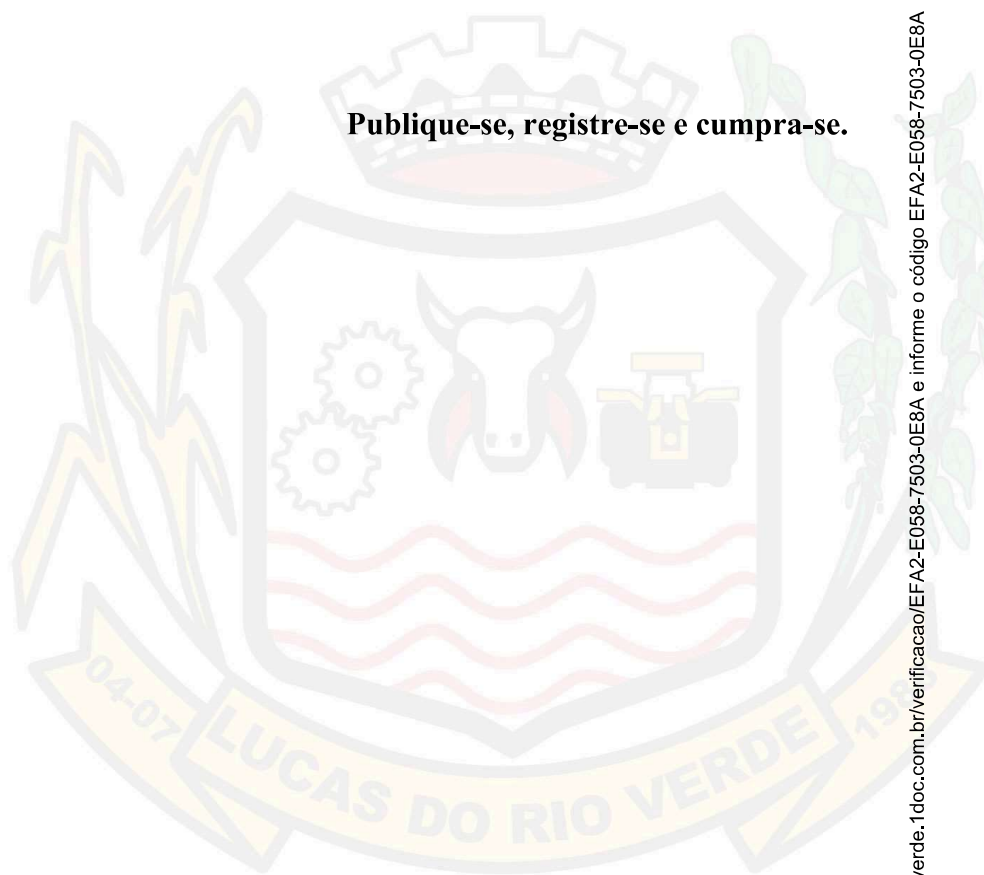 Publique-se, registre-se e cumpra-se.
04-07
LUCAS DO RIO VERDE
verde.1doc.com.br/verificacao/EFA2-E058-7503-0E8A e informe o código EFA2-E058-7503-0E8A